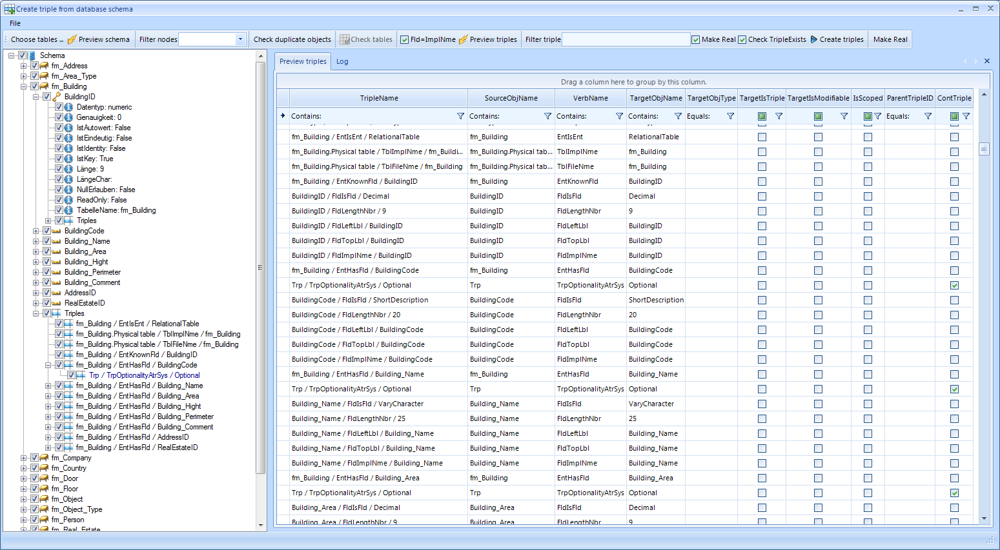 Create triple from database schema
File
Choose tables ... Preview schema Filter nodes Check duplicate objects Check tables Fld=ImplNme Preview triples Filter triple Make Real Check TripleExists Create triples Make Real
Schema
fm_Address
fm_Area_Type
fm_Building
BuildingID
Datentyp: numeric
Genauigkeit: 0
IstAutowert: False
IstEindeutig: False
IstIdentity: False
IstKey: True
Länge: 9
LängeChar:
NullErlauben: False
ReadOnly: False
TabelleName: fm_Building
Triples
BuildingCode
Building_Name
Building_Area
Building_Hight
Building_Perimeter
Building_Comment
AddressID
RealEstateID
Triples
fm_Building / EntIsEnt / RelationalTable
fm_Building.Physical table / TblImplNme / fm_Building
fm_Building.Physical table / TblFileNme / fm_Building
fm_Building / EntKnownFld / BuildingID
fm_Building / EntHasFld / BuildingCode
Trp / TrpOptionalityAtrSys / Optional
fm_Building / EntHasFld / Building_Name
fm_Building / EntHasFld / Building_Area
fm_Building / EntHasFld / Building_Hight
fm_Building / EntHasFld / Building_Perimeter
fm_Building / EntHasFld / Building_Comment
fm_Building / EntHasFld / AddressID
fm_Building / EntHasFld / RealEstateID
fm_Company
fm_Country
fm_Door
fm_Floor
fm_Object
fm_Object_Type
fm_Person
fm_Real_Estate
Preview triples Log
Drag a column here to group by this column.
TripleName SourceObjName VerbName TargetObjName TargetObjType TargetIsTriple TargetIsModifiable IsScoped ParentTripleID ContTriple
Contains: Contains: Contains: Contains: Equals: Equals:
fm_Building / EntIsEnt / RelationalTable fm_Building EntIsEnt RelationalTable
fm_Building.Physical table / TblImplNme / fm_Buildi... fm_Building.Physical tab... TblImplNme fm_Building
fm_Building.Physical table / TblFileNme / fm_Building fm_Building.Physical tab... TblFileNme fm_Building
fm_Building / EntKnownFld / BuildingID fm_Building EntKnownFld BuildingID
BuildingID / FldIsFld / Decimal BuildingID FldIsFld Decimal
BuildingID / FldLengthNbr / 9 BuildingID FldLengthNbr 9
BuildingID / FldLeftLbl / BuildingID BuildingID FldLeftLbl BuildingID
BuildingID / FldTopLbl / BuildingID BuildingID FldTopLbl BuildingID
BuildingID / FldImplNme / BuildingID BuildingID FldImplNme BuildingID
fm_Building / EntHasFld / BuildingCode fm_Building EntHasFld BuildingCode
Trp / TrpOptionalityAtrSys / Optional Trp TrpOptionalityAtrSys Optional
BuildingCode / FldIsFld / ShortDescription BuildingCode FldIsFld ShortDescription
BuildingCode / FldLengthNbr / 20 BuildingCode FldLengthNbr 20
BuildingCode / FldLeftLbl / BuildingCode BuildingCode FldLeftLbl BuildingCode
BuildingCode / FldTopLbl / BuildingCode BuildingCode FldTopLbl BuildingCode
BuildingCode / FldImplNme / BuildingCode BuildingCode FldImplNme BuildingCode
fm_Building / EntHasFld / Building_Name fm_Building EntHasFld Building_Name
Trp / TrpOptionalityAtrSys / Optional Trp TrpOptionalityAtrSys Optional
Building_Name / FldIsFld / VaryCharacter Building_Name FldIsFld VaryCharacter
Building_Name / FldLengthNbr / 25 Building_Name FldLengthNbr 25
Building_Name / FldLeftLbl / Building_Name Building_Name FldLeftLbl Building_Name
Building_Name / FldTopLbl / Building_Name Building_Name FldTopLbl Building_Name
Building_Name / FldImplNme / Building_Name Building_Name FldImplNme Building_Name
fm_Building / EntHasFld / Building_Area fm_Building EntHasFld Building_Area
Trp / TrpOptionalityAtrSys / Optional Trp TrpOptionalityAtrSys Optional
Building_Area / FldIsFld / Decimal Building_Area FldIsFld Decimal
Building_Area / FldLengthNbr / 9 Building_Area FldLengthNbr 9